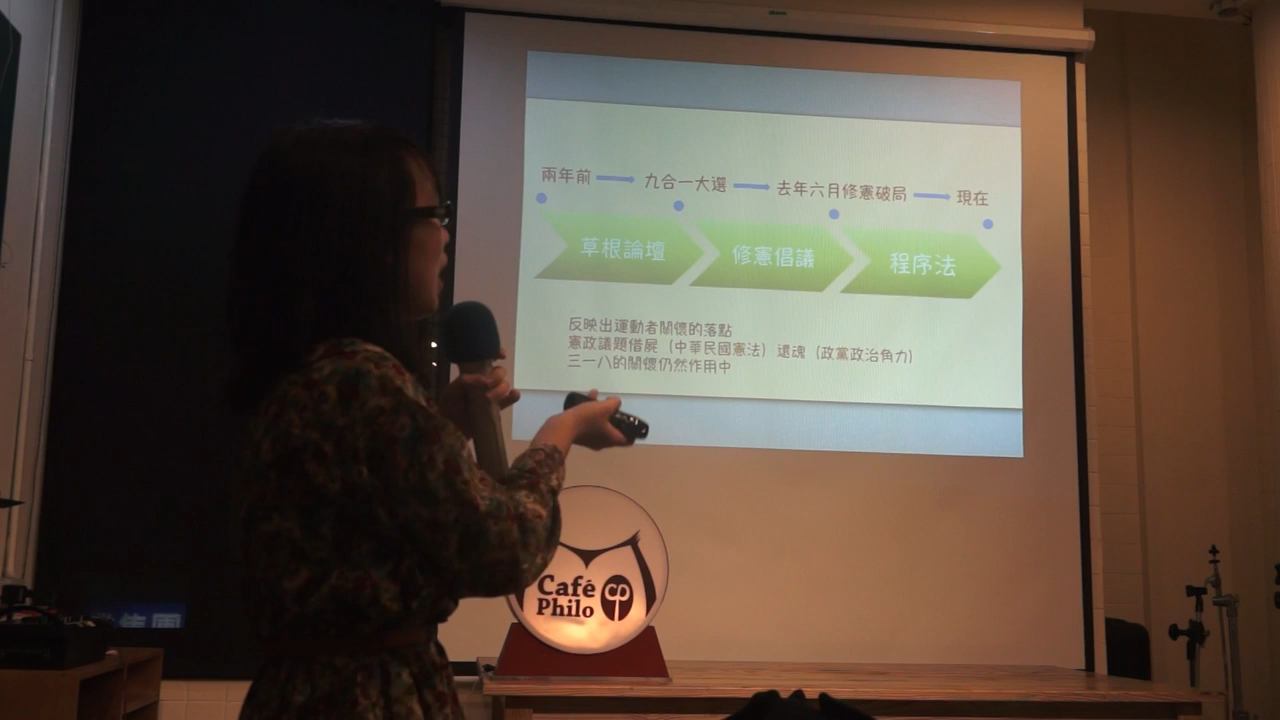 兩年前 九合一大選 去年六月修憲破局 現在
草根論壇 修憲倡議 程序法
反映出運動者關懷的落點
憲政議題借屍（中華民國憲法）還魂（政黨政治角力）
三一八的關懷仍然作用中
Café
Philo
集團